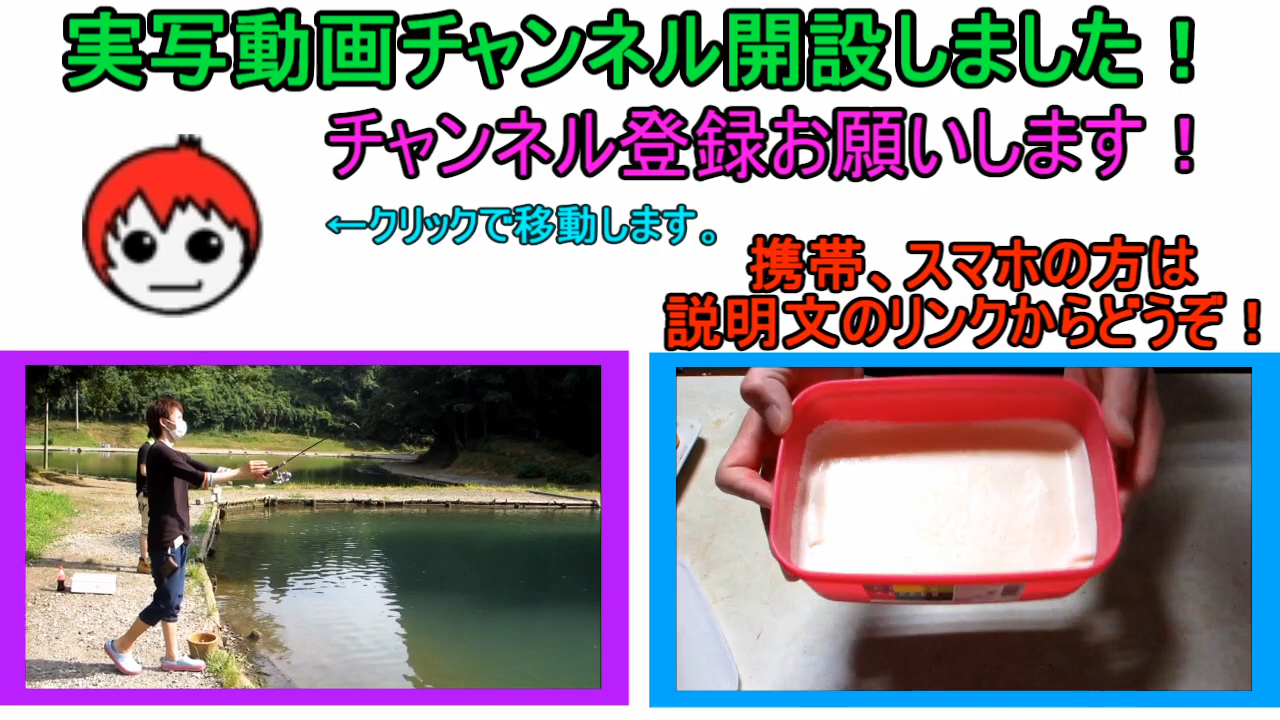 実写動画チャンネル開設しました！
チャンネル登録お願いします！
←クリックで移動します。
携帯、スマホの方は
説明文のリンクからどうぞ！